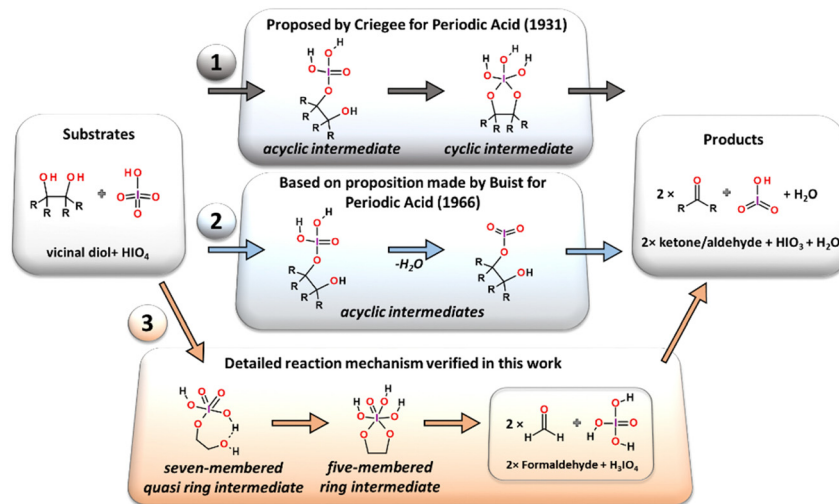 Proposed by Criegee for Periodic Acid (1931)
1
acyclic intermediate
cyclic intermediate
Substrates
vicinal diol+ HIO₄
Based on proposition made by Buist for
Periodic Acid (1966)
2
-H₂O
acyclic intermediates
Products
2 ×
+ H₂O
2× ketone/aldehyde + HIO₃ + H₂O
3
Detailed reaction mechanism verified in this work
seven-membered
quasi ring intermediate
five-membered
ring intermediate
2 ×
2× Formaldehyde + H₃IO₄